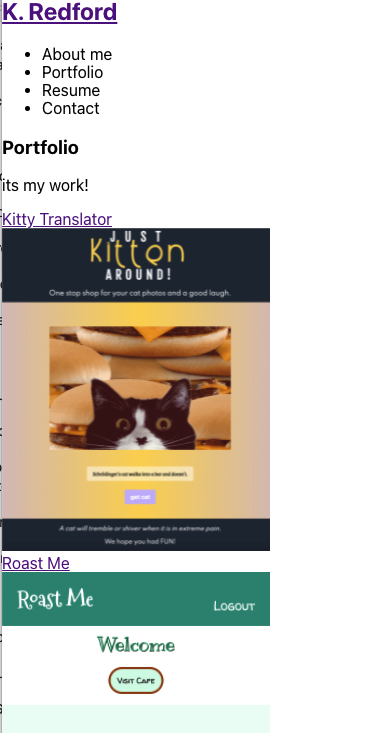 K. Redford
About me
Portfolio
Resume
Contact
Portfolio
its my work!
Kitty Translator
JUST
Kitten
AROUND!
One stop shop for your cat photos and a good laugh.
Schrödinger's cat walks into a bar and doesn't.
get cat
A cat will tremble or shiver when it is in extreme pain.
We hope you had FUN!
Roast Me
Roast Me
Logout
Welcome
Visit Cafe